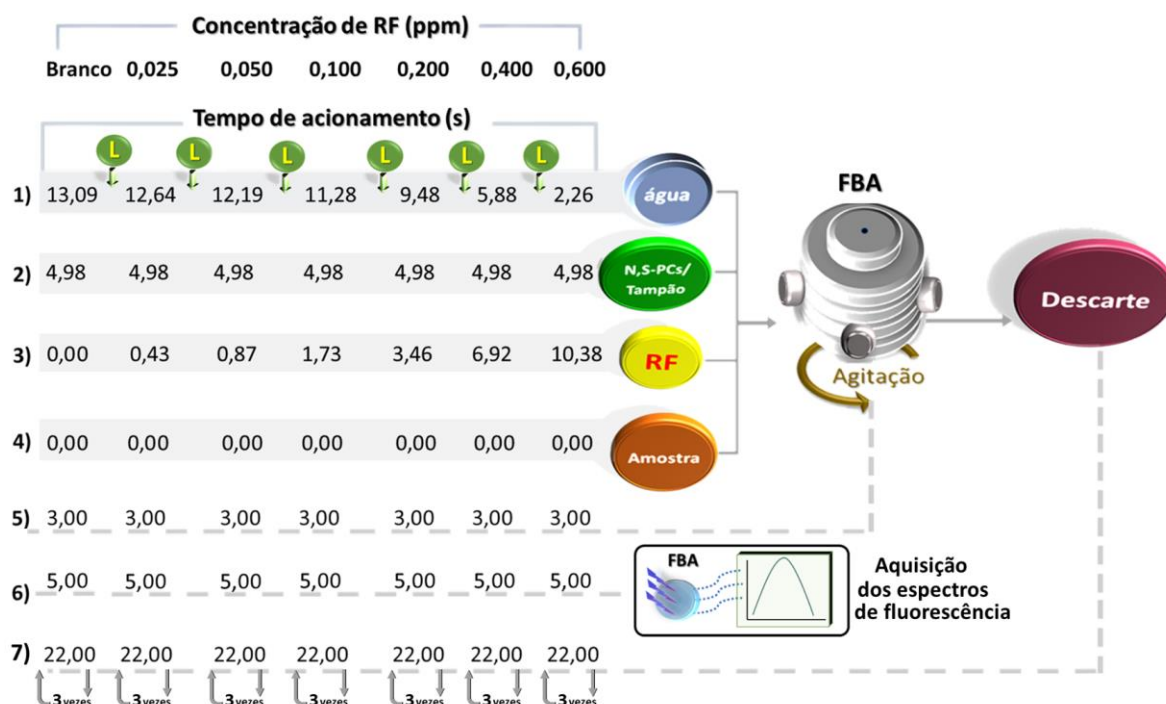 Concentração de RF (ppm)
Branco 0,025 0,050 0,100 0,200 0,400 0,600
Tempo de acionamento (s)
L L L L L L
1) 13,09 12,64 12,19 11,28 9,48 5,88 2,26 água
2) 4,98 4,98 4,98 4,98 4,98 4,98 4,98 N,S-PCs/
Tampão
3) 0,00 0,43 0,87 1,73 3,46 6,92 10,38 RF
4) 0,00 0,00 0,00 0,00 0,00 0,00 0,00 Amostra
FBA
Agitação
Descarte
5) 3,00 3,00 3,00 3,00 3,00 3,00 3,00
6) 5,00 5,00 5,00 5,00 5,00 5,00 5,00
FBA
Aquisição
dos espectros
de fluorescência
7) 22,00 22,00 22,00 22,00 22,00 22,00 22,00
3 vezes 3 vezes 3 vezes 3 vezes 3 vezes 3 vezes 3 vezes